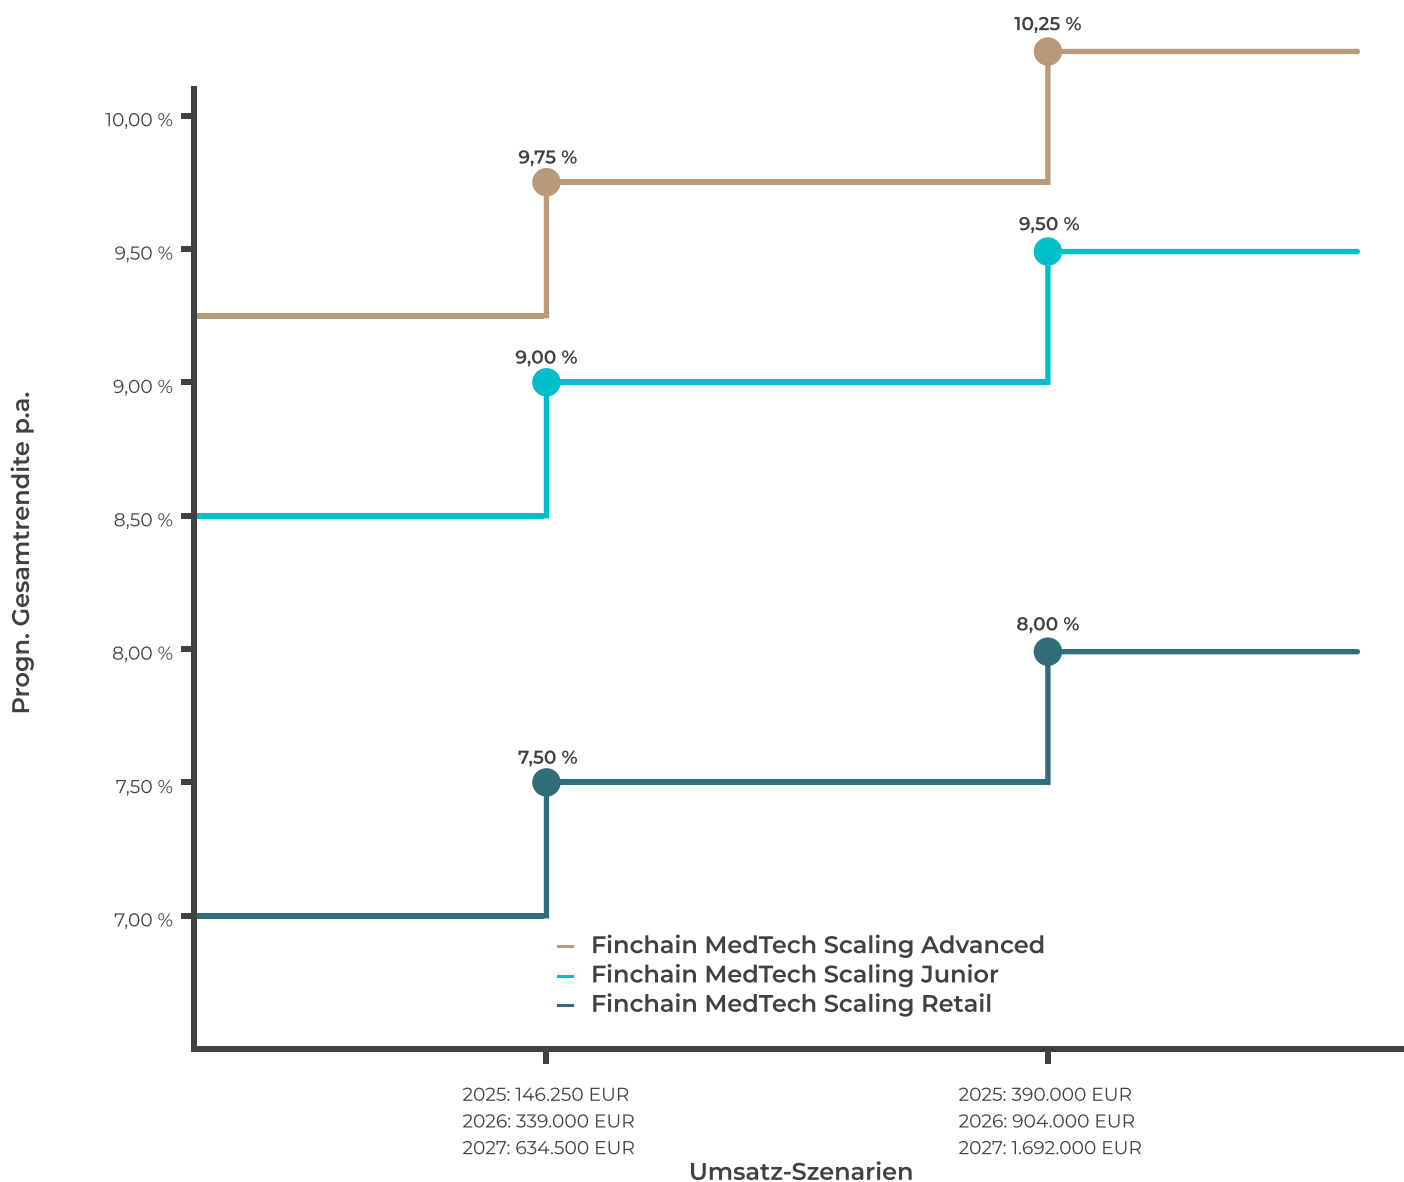 10,25 %
10,00 %
9,75 %
9,50 %
9,50 %
9,00 %
9,00 %
8,50 %
8,00 %
8,00 %
7,50 %
7,50 %
7,00 %
Progn. Gesamtrendite p.a.
Finchain MedTech Scaling Advanced
Finchain MedTech Scaling Junior
Finchain MedTech Scaling Retail
2025: 146.250 EUR
2026: 339.000 EUR
2027: 634.500 EUR
2025: 390.000 EUR
2026: 904.000 EUR
2027: 1.692.000 EUR
Umsatz-Szenarien